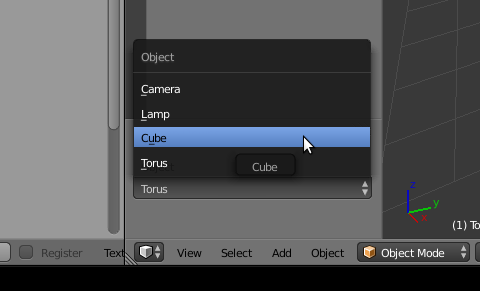 Object
Camera
Lamp
Cube
Torus
Cube
Torus
z
y
x
(1) To
Register
Text
View
Select
Add
Object
Object Mode